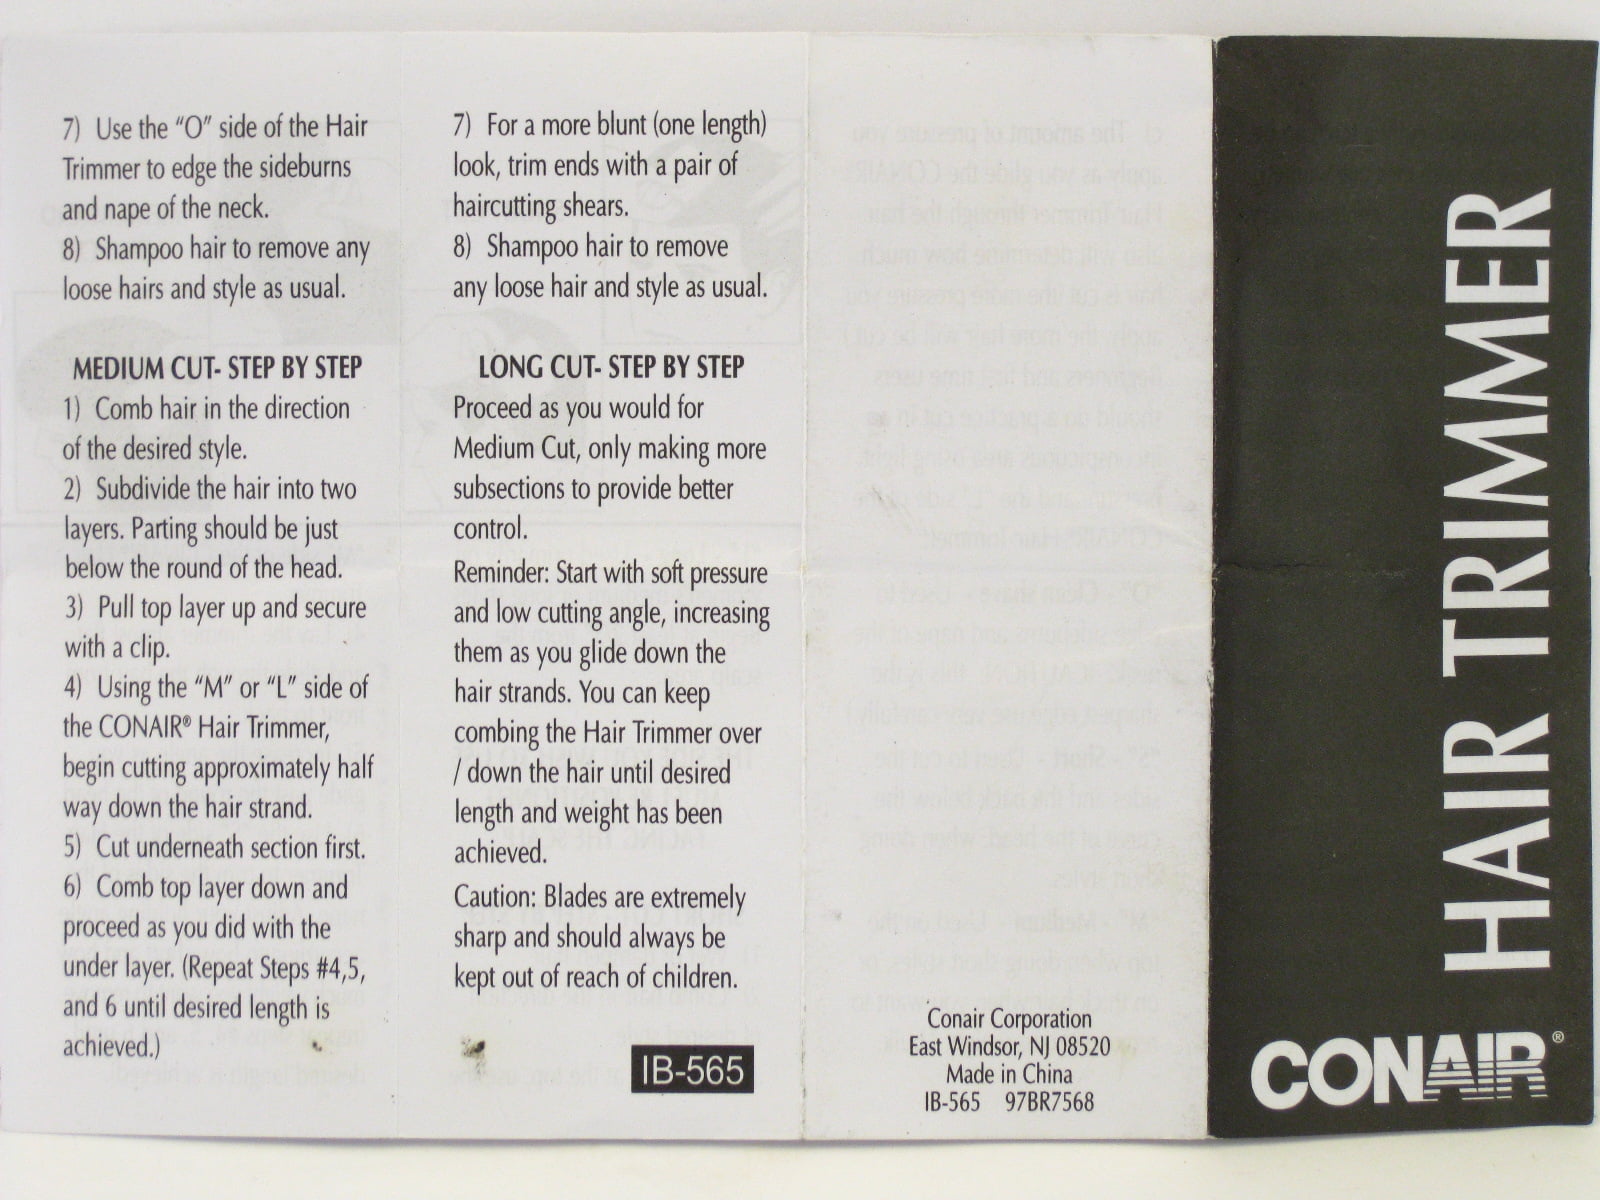 7) Use the “O” side of the Hair
Trimmer to edge the sideburns
and nape of the neck.
8) Shampoo hair to remove any
loose hairs and style as usual.
MEDIUM CUT- STEP BY STEP
1) Comb hair in the direction
of the desired style.
2) Subdivide the hair into two
layers. Parting should be just
below the round of the head.
3) Pull top layer up and secure
with a clip.
4) Using the “M” or “L” side of
the CONAIR® Hair Trimmer,
begin cutting approximately half
way down the hair strand.
5) Cut underneath section first.
6) Comb top layer down and
proceed as you did with the
under layer. (Repeat Steps #4,5,
and 6 until desired length is
achieved.)
7) For a more blunt (one length)
look, trim ends with a pair of
haircutting shears.
8) Shampoo hair to remove
any loose hair and style as usual.
LONG CUT- STEP BY STEP
Proceed as you would for
Medium Cut, only making more
subsections to provide better
control.
Reminder: Start with soft pressure
and low cutting angle, increasing
them as you glide down the
hair strands. You can keep
combing the Hair Trimmer over
/ down the hair until desired
length and weight has been
achieved.
Caution: Blades are extremely
sharp and should always be
kept out of reach of children.
IB-565
Conair Corporation
East Windsor, NJ 08520
Made in China
IB-565 97BR7568
HAIR TRIMMER
CONAIR®